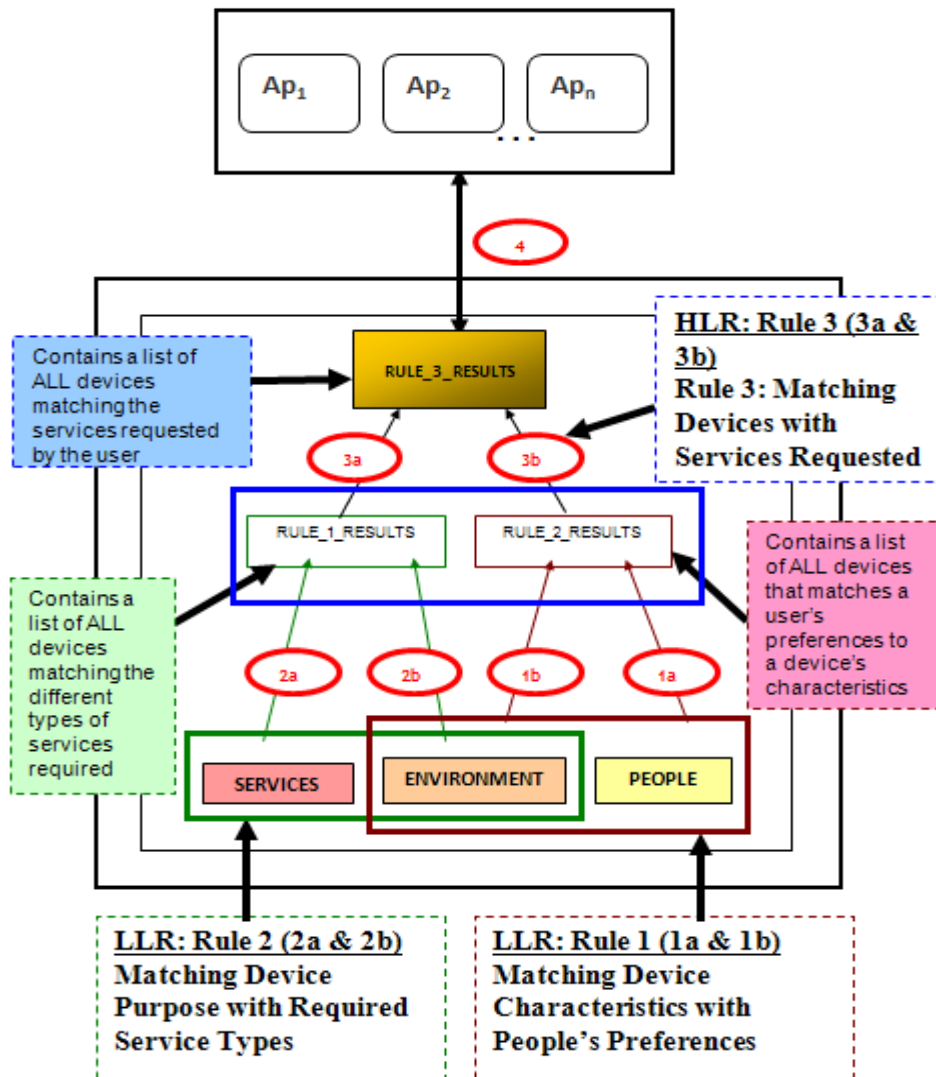 Ap1
Ap2
Apn
...
4
RULE_3_RESULTS
Contains a list of
ALL devices
matching the
services requested
by the user
HLR: Rule 3 (3a &
3b)
Rule 3: Matching
Devices with
Services Requested
3a
3b
RULE_1_RESULTS
RULE_2_RESULTS
Contains a
list of ALL
devices
matching the
different
types of
services
required
Contains a list
of ALL devices
that matches a
user's
preferences to
a device's
characteristics
2a
2b
1b
1a
SERVICES
ENVIRONMENT
PEOPLE
LLR: Rule 2 (2a & 2b)
Matching Device
Purpose with Required
Service Types
LLR: Rule 1 (1a & 1b)
Matching Device
Characteristics with
People's Preferences